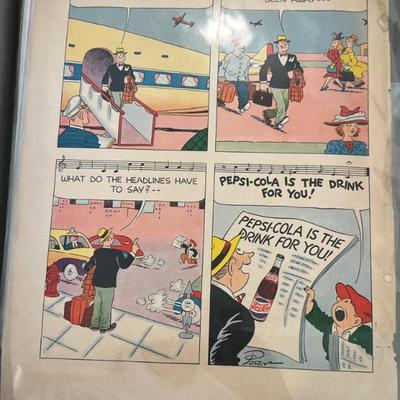 WHAT DO THE HEADLINES HAVE
TO SAY?--
PEPSI-COLA IS THE DRINK
FOR YOU!
PEPSI-COLA IS THE
DRINK FOR YOU!